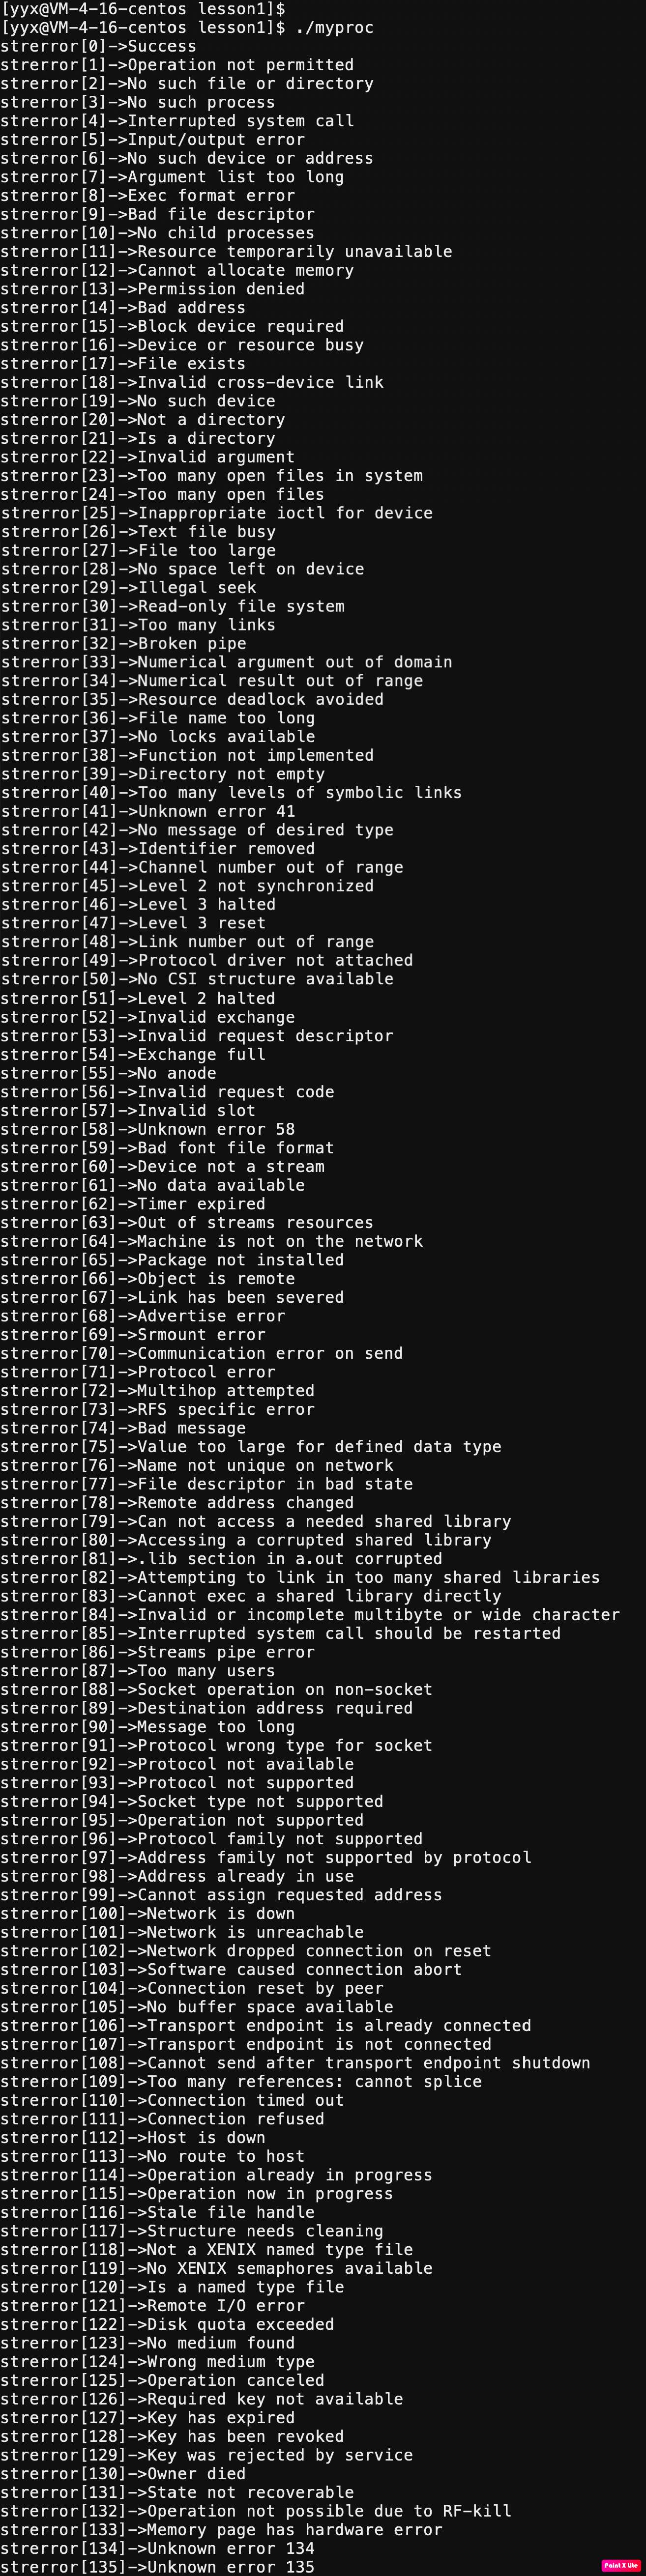 [yyx@VM-4-16-centos lesson1]$
[yyx@VM-4-16-centos lesson1]$ ./myproc
strerror[0]->Success
strerror[1]->Operation not permitted
strerror[2]->No such file or directory
strerror[3]->No such process
strerror[4]->Interrupted system call
strerror[5]->Input/output error
strerror[6]->No such device or address
strerror[7]->Argument list too long
strerror[8]->Exec format error
strerror[9]->Bad file descriptor
strerror[10]->No child processes
strerror[11]->Resource temporarily unavailable
strerror[12]->Cannot allocate memory
strerror[13]->Permission denied
strerror[14]->Bad address
strerror[15]->Block device required
strerror[16]->Device or resource busy
strerror[17]->File exists
strerror[18]->Invalid cross-device link
strerror[19]->No such device
strerror[20]->Not a directory
strerror[21]->Is a directory
strerror[22]->Invalid argument
strerror[23]->Too many open files in system
strerror[24]->Too many open files
strerror[25]->Inappropriate ioctl for device
strerror[26]->Text file busy
strerror[27]->File too large
strerror[28]->No space left on device
strerror[29]->Illegal seek
strerror[30]->Read-only file system
strerror[31]->Too many links
strerror[32]->Broken pipe
strerror[33]->Numerical argument out of domain
strerror[34]->Numerical result out of range
strerror[35]->Resource deadlock avoided
strerror[36]->File name too long
strerror[37]->No locks available
strerror[38]->Function not implemented
strerror[39]->Directory not empty
strerror[40]->Too many levels of symbolic links
strerror[41]->Unknown error 41
strerror[42]->No message of desired type
strerror[43]->Identifier removed
strerror[44]->Channel number out of range
strerror[45]->Level 2 not synchronized
strerror[46]->Level 3 halted
strerror[47]->Level 3 reset
strerror[48]->Link number out of range
strerror[49]->Protocol driver not attached
strerror[50]->No CSI structure available
strerror[51]->Level 2 halted
strerror[52]->Invalid exchange
strerror[53]->Invalid request descriptor
strerror[54]->Exchange full
strerror[55]->No anode
strerror[56]->Invalid request code
strerror[57]->Invalid slot
strerror[58]->Unknown error 58
strerror[59]->Bad font file format
strerror[60]->Device not a stream
strerror[61]->No data available
strerror[62]->Timer expired
strerror[63]->Out of streams resources
strerror[64]->Machine is not on the network
strerror[65]->Package not installed
strerror[66]->Object is remote
strerror[67]->Link has been severed
strerror[68]->Advertise error
strerror[69]->Srmount error
strerror[70]->Communication error on send
strerror[71]->Protocol error
strerror[72]->Multihop attempted
strerror[73]->RFS specific error
strerror[74]->Bad message
strerror[75]->Value too large for defined data type
strerror[76]->Name not unique on network
strerror[77]->File descriptor in bad state
strerror[78]->Remote address changed
strerror[79]->Can not access a needed shared library
strerror[80]->Accessing a corrupted shared library
strerror[81]->.lib section in a.out corrupted
strerror[82]->Attempting to link in too many shared libraries
strerror[83]->Cannot exec a shared library directly
strerror[84]->Invalid or incomplete multibyte or wide character
strerror[85]->Interrupted system call should be restarted
strerror[86]->Streams pipe error
strerror[87]->Too many users
strerror[88]->Socket operation on non-socket
strerror[89]->Destination address required
strerror[90]->Message too long
strerror[91]->Protocol wrong type for socket
strerror[92]->Protocol not available
strerror[93]->Protocol not supported
strerror[94]->Socket type not supported
strerror[95]->Operation not supported
strerror[96]->Protocol family not supported
strerror[97]->Address family not supported by protocol
strerror[98]->Address already in use
strerror[99]->Cannot assign requested address
strerror[100]->Network is down
strerror[101]->Network is unreachable
strerror[102]->Network dropped connection on reset
strerror[103]->Software caused connection abort
strerror[104]->Connection reset by peer
strerror[105]->No buffer space available
strerror[106]->Transport endpoint is already connected
strerror[107]->Transport endpoint is not connected
strerror[108]->Cannot send after transport endpoint shutdown
strerror[109]->Too many references: cannot splice
strerror[110]->Connection timed out
strerror[111]->Connection refused
strerror[112]->Host is down
strerror[113]->No route to host
strerror[114]->Operation already in progress
strerror[115]->Operation now in progress
strerror[116]->Stale file handle
strerror[117]->Structure needs cleaning
strerror[118]->Not a XENIX named type file
strerror[119]->No XENIX semaphores available
strerror[120]->Is a named type file
strerror[121]->Remote I/O error
strerror[122]->Disk quota exceeded
strerror[123]->No medium found
strerror[124]->Wrong medium type
strerror[125]->Operation canceled
strerror[126]->Required key not available
strerror[127]->Key has expired
strerror[128]->Key has been revoked
strerror[129]->Key was rejected by service
strerror[130]->Owner died
strerror[131]->State not recoverable
strerror[132]->Operation not possible due to RF-kill
strerror[133]->Memory page has hardware error
strerror[134]->Unknown error 134
strerror[135]->Unknown error 135
Paint X Lite